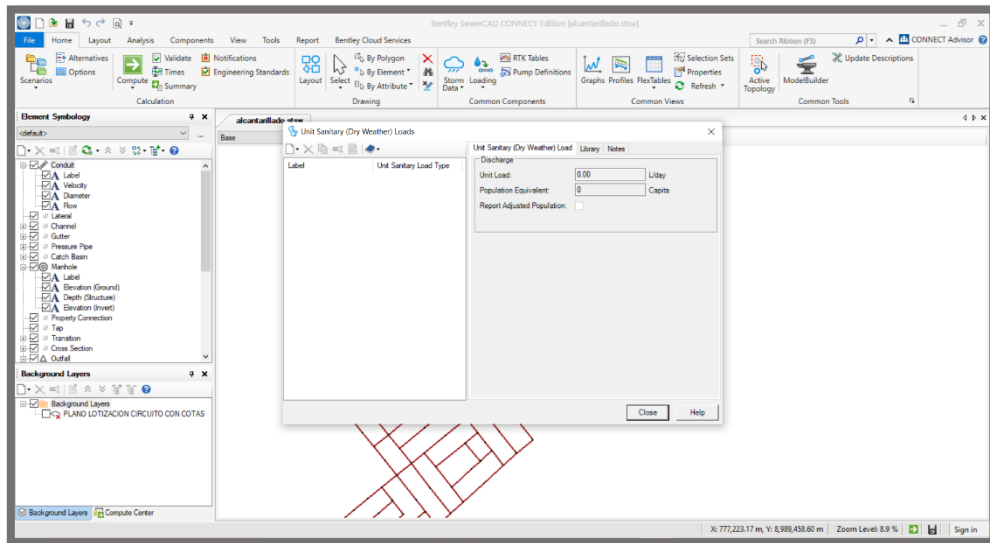 Bentley SewerCAD CONNECT Edition [alcantarillado.stsw]
File Home Layout Analysis Components View Tools Report Bentley Cloud Services Search Ribbon (F3) CONNECT Advisor
Scenarios
Alternatives
Options
Compute
Validate
Times
Summary
Notifications
Engineering Standards
Calculation
Layout
Select
By Polygon
By Element
By Attribute
Drawing
Storm Data
Loading
RTK Tables
Pump Definitions
Common Components
Graphs
Profiles
FlexTables
Selection Sets
Properties
Refresh
Common Views
Active Topology
ModelBuilder
Update Descriptions
Common Tools
Element Symbology
<default>
Conduit
Label
Velocity
Diameter
Flow
Lateral
Channel
Gutter
Pressure Pipe
Catch Basin
Manhole
Label
Elevation (Ground)
Depth (Structure)
Elevation (Invert)
Property Connection
Tap
Transition
Cross Section
Outfall
Background Layers
Background Layers
PLANO LOTIZACION CIRCUITO CON COTAS
Background Layers Compute Center
alcantarillado.stsw
Base
Unit Sanitary (Dry Weather) Loads
Label Unit Sanitary Load Type
Unit Sanitary (Dry Weather) Load Library Notes
Discharge
Unit Load: 0.00 L/day
Population Equivalent: 0 Capita
Report Adjusted Population:
Close Help
X: 777,223.17 m, Y: 8,989,458.60 m Zoom Level: 8.9 % Sign in